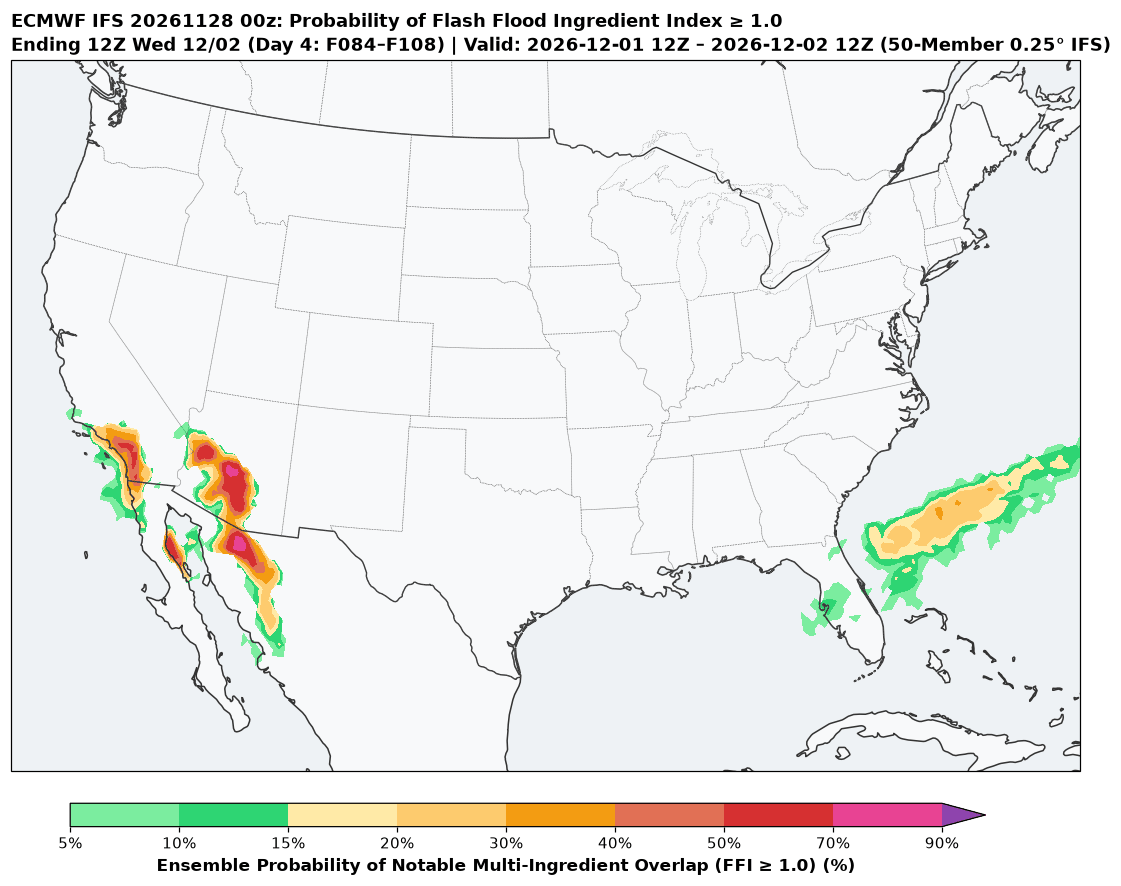 ECMWF IFS 20261128 00z: Probability of Flash Flood Ingredient Index ≥ 1.0
Ending 12Z Wed 12/02 (Day 4: F084–F108) | Valid: 2026-12-01 12Z – 2026-12-02 12Z (50-Member 0.25° IFS)
5% 10% 15% 20% 30% 40% 50% 70% 90%
Ensemble Probability of Notable Multi-Ingredient Overlap (FFI ≥ 1.0) (%)